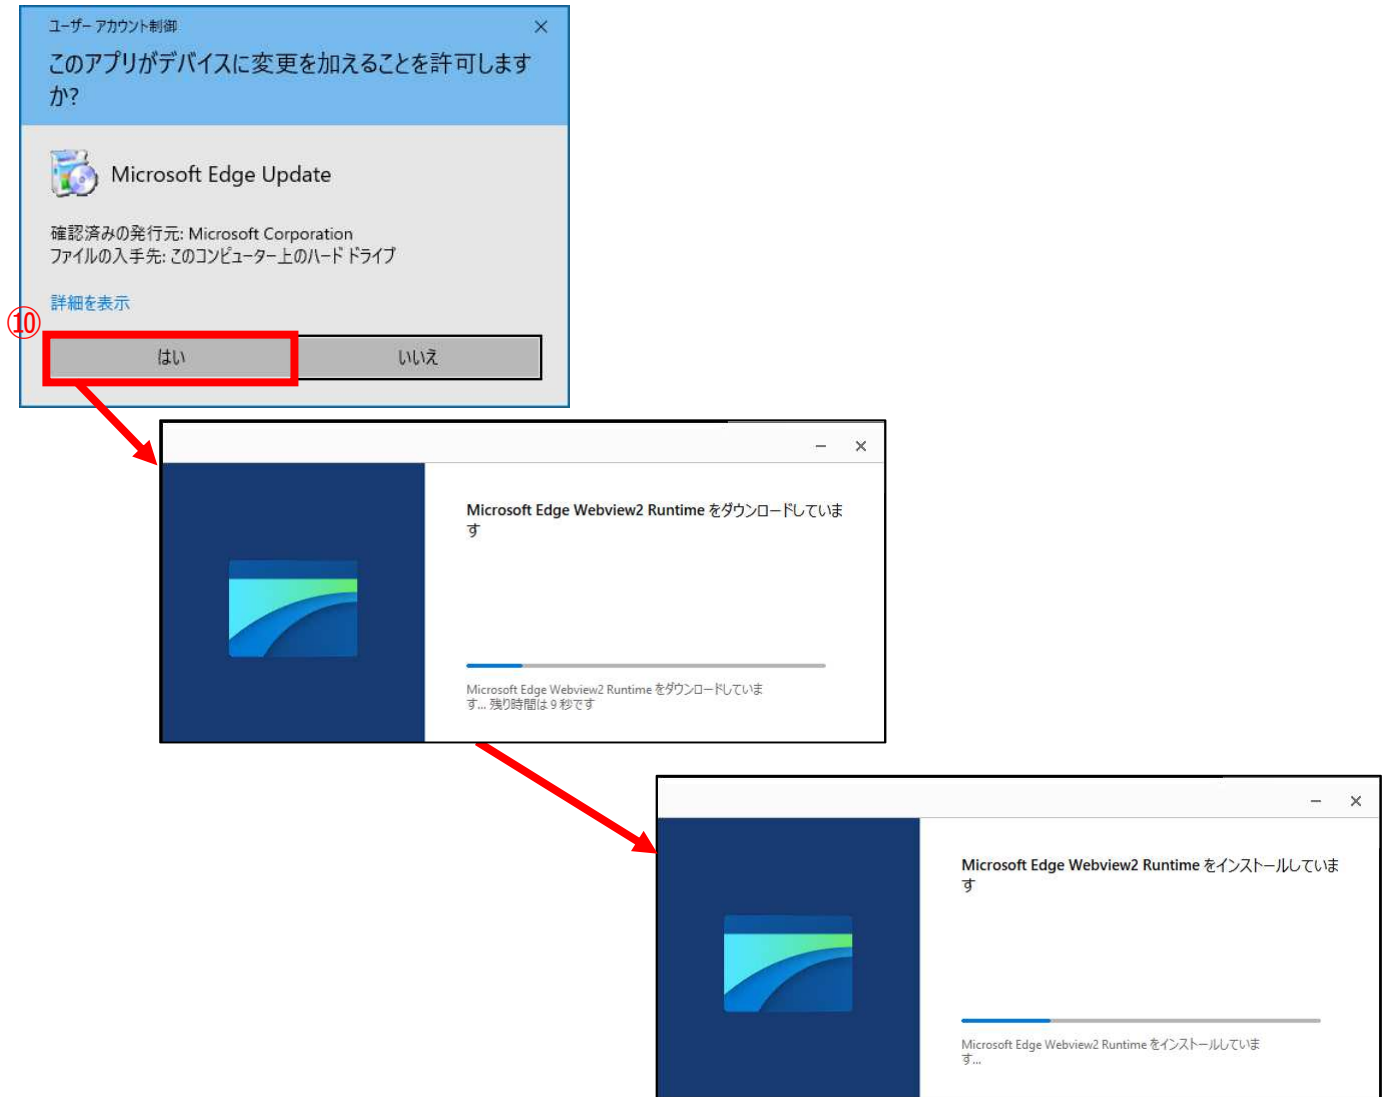 ユーザー アカウント制御
このアプリがデバイスに変更を加えることを許可します
か?
Microsoft Edge Update
確認済みの発行元: Microsoft Corporation
ファイルの入手先: このコンピューター上のハード ドライブ
詳細を表示
⑩
はい
いいえ
Microsoft Edge Webview2 Runtime をダウンロードしていま
す
Microsoft Edge Webview2 Runtime をダウンロードしていま
す... 残り時間は 9 秒です
Microsoft Edge Webview2 Runtime をインストールしていま
す
Microsoft Edge Webview2 Runtime をインストールしていま
す...